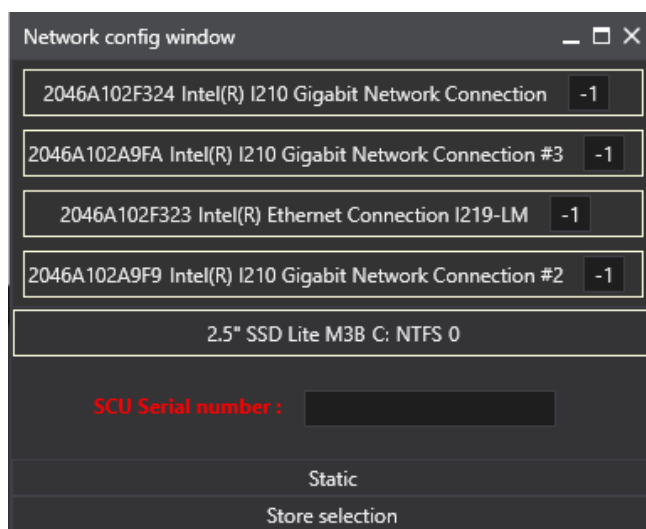 Network config window
2046A102F324 Intel(R) I210 Gigabit Network Connection -1
2046A102A9FA Intel(R) I210 Gigabit Network Connection #3 -1
2046A102F323 Intel(R) Ethernet Connection I219-LM -1
2046A102A9F9 Intel(R) I210 Gigabit Network Connection #2 -1
2.5" SSD Lite M3B C: NTFS 0
SCU Serial number :
Static
Store selection